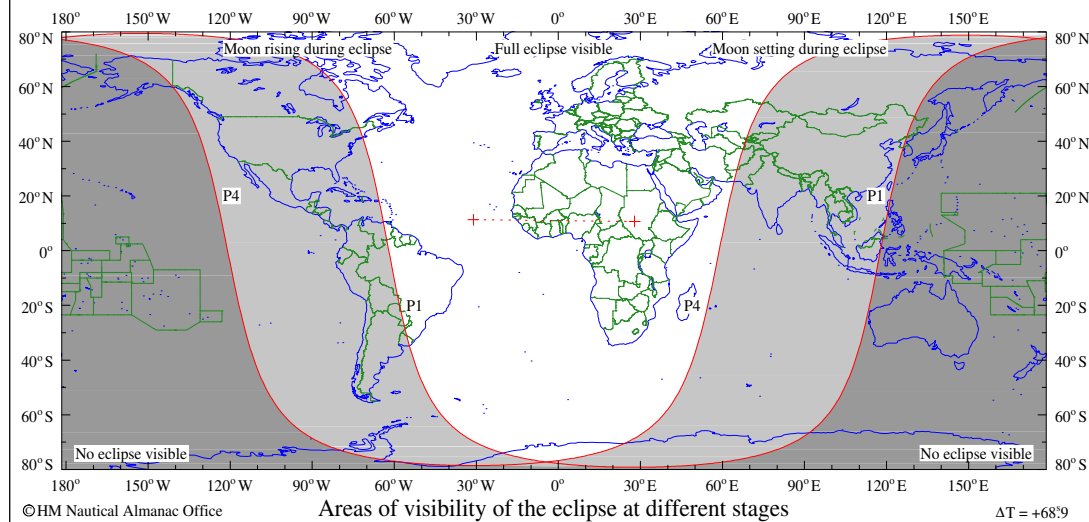 180° 150°W 120°W 90°W 60°W 30°W 0° 30°E 60°E 90°E 120°E 150°E
80°N 80°N
Moon rising during eclipse Full eclipse visible Moon setting during eclipse
60°N 60°N
40°N 40°N
20°N P4 P1 20°N
0° 0°
20°S P1 P4 20°S
40°S 40°S
60°S 60°S
No eclipse visible No eclipse visible
80°S 80°S
180° 150°W 120°W 90°W 60°W 30°W 0° 30°E 60°E 90°E 120°E 150°E
©HM Nautical Almanac Office Areas of visibility of the eclipse at different stages ΔT = +68ˢ.9